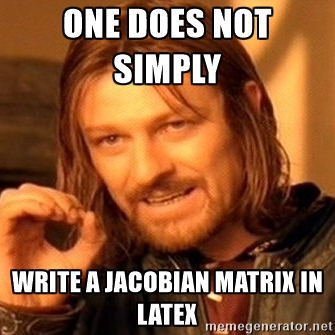 ONE DOES NOT
SIMPLY
WRITE A JACOBIAN MATRIX IN
LATEX
memegenerator.net